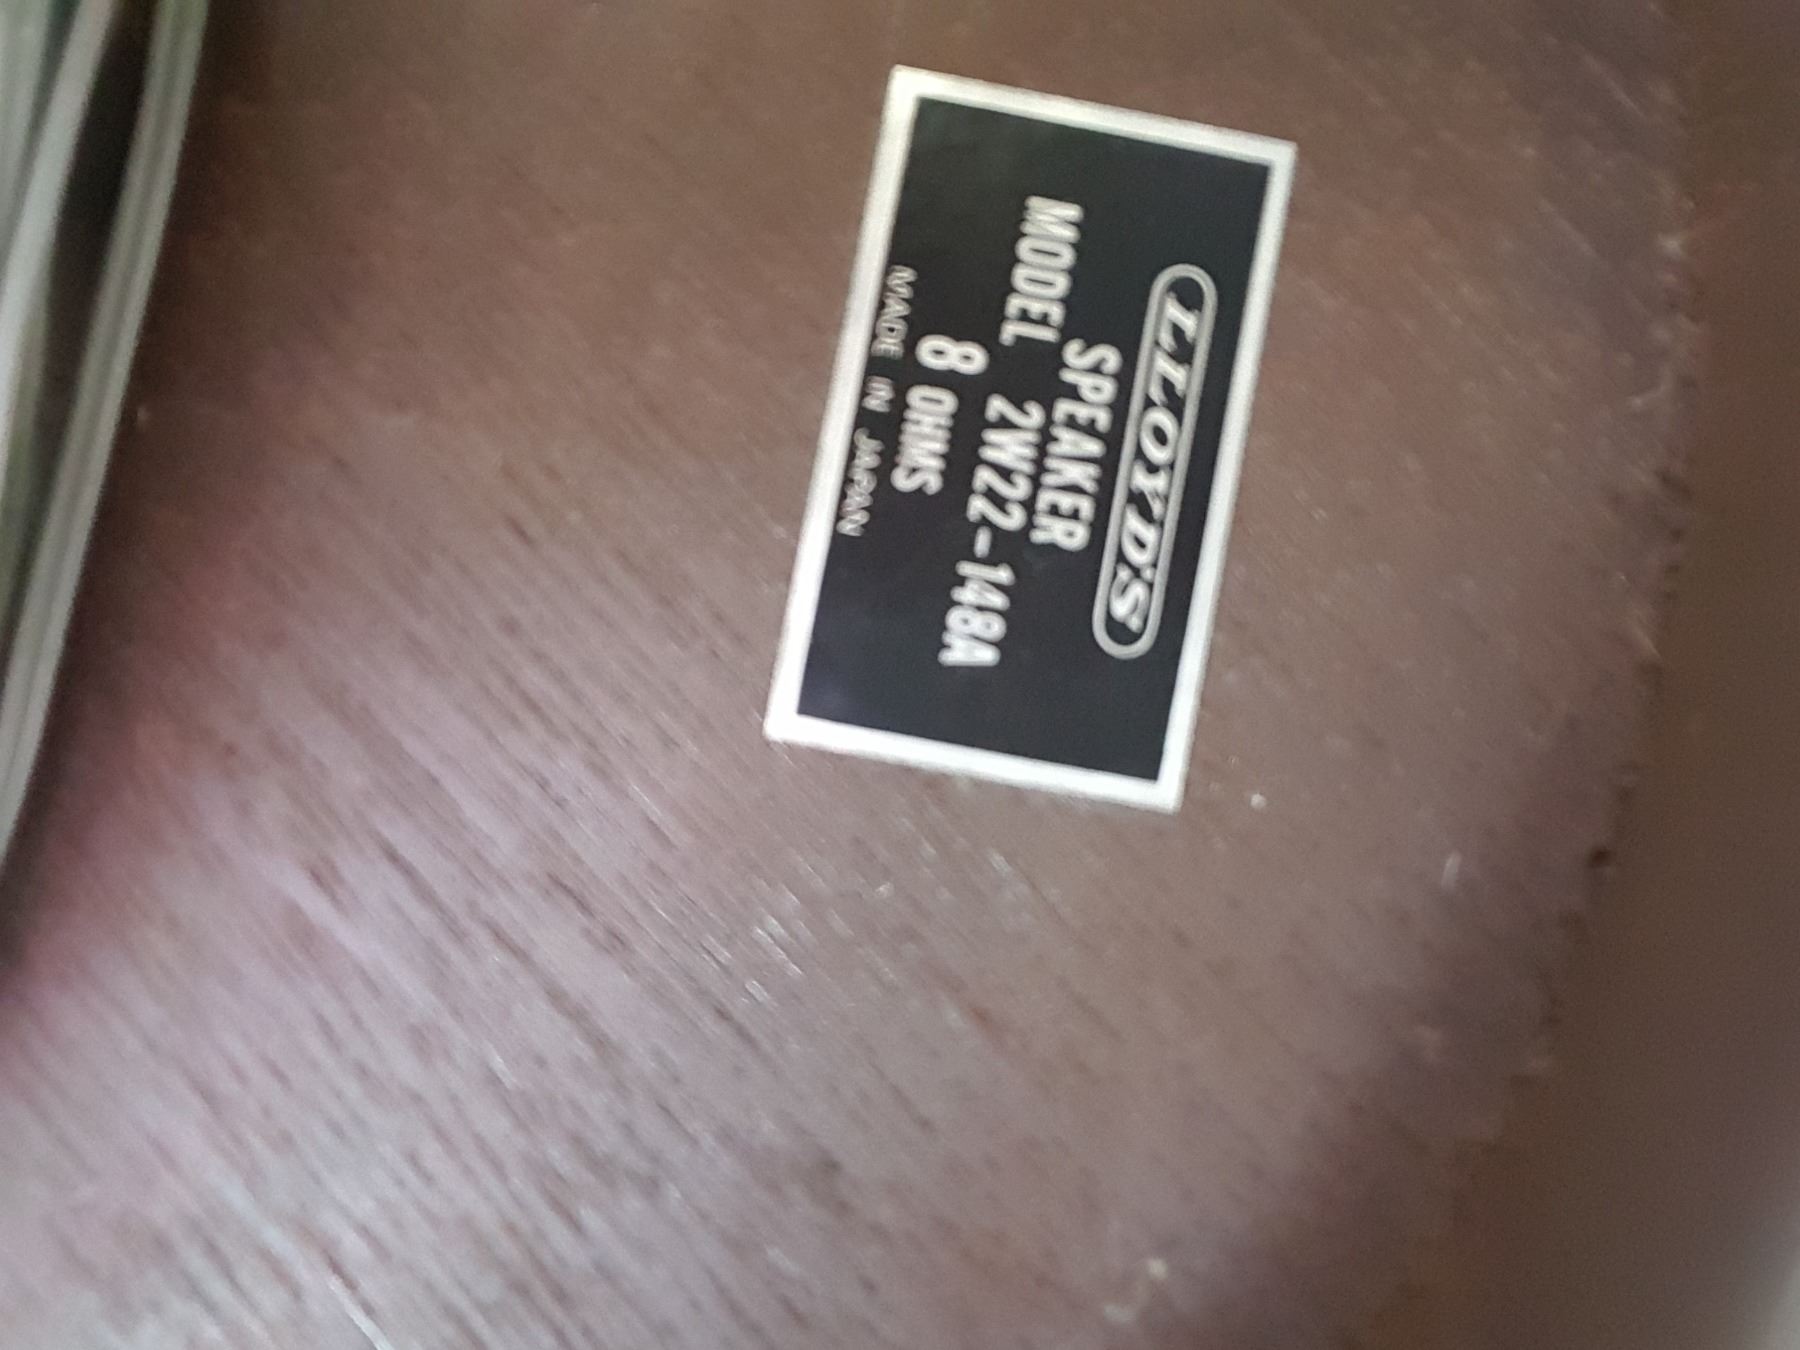 LLOYD'S
SPEAKER
MODEL 2W22-148A
8 OHMS
MADE IN JAPAN